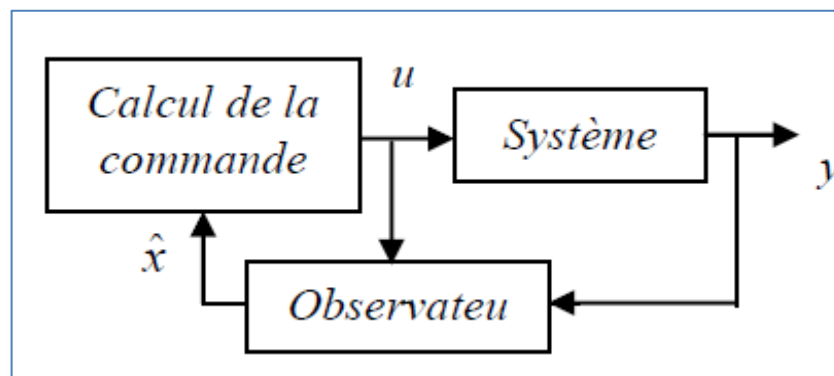 Calcul de la
commande
u
Système
y
x̂
Observateu